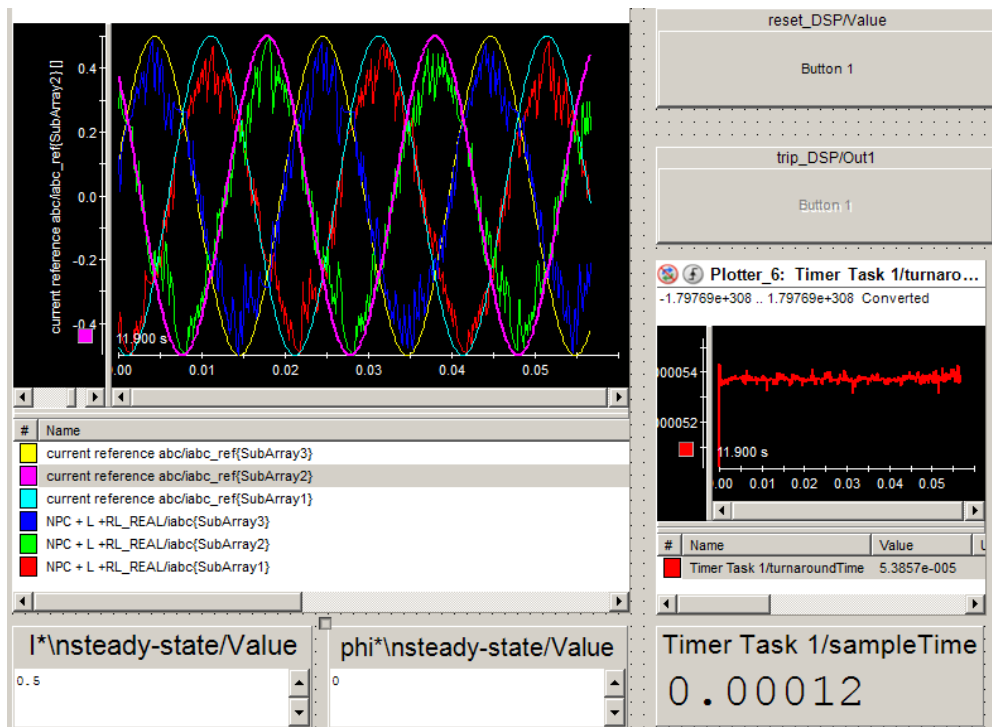 current reference abc/iabc_ref{SubArray2} []
0.4
0.2
0.0
-0.2
-0.4
11.900 s
0.00 0.01 0.02 0.03 0.04 0.05
# Name
current reference abc/iabc_ref{SubArray3}
current reference abc/iabc_ref{SubArray2}
current reference abc/iabc_ref{SubArray1}
NPC + L +RL_REAL/iabc{SubArray3}
NPC + L +RL_REAL/iabc{SubArray2}
NPC + L +RL_REAL/iabc{SubArray1}
I*\nsteady-state/Value
0.5
phi*\nsteady-state/Value
0
reset_DSP/Value
Button 1
trip_DSP/Out1
Button 1
Plotter_6: Timer Task 1/turnaro...
-1.79769e+308 .. 1.79769e+308 Converted
000054
000052
11.900 s
.00 0.01 0.02 0.03 0.04 0.05
# Name Value
Timer Task 1/turnaroundTime 5.3857e-005
Timer Task 1/sampleTime
0.00012